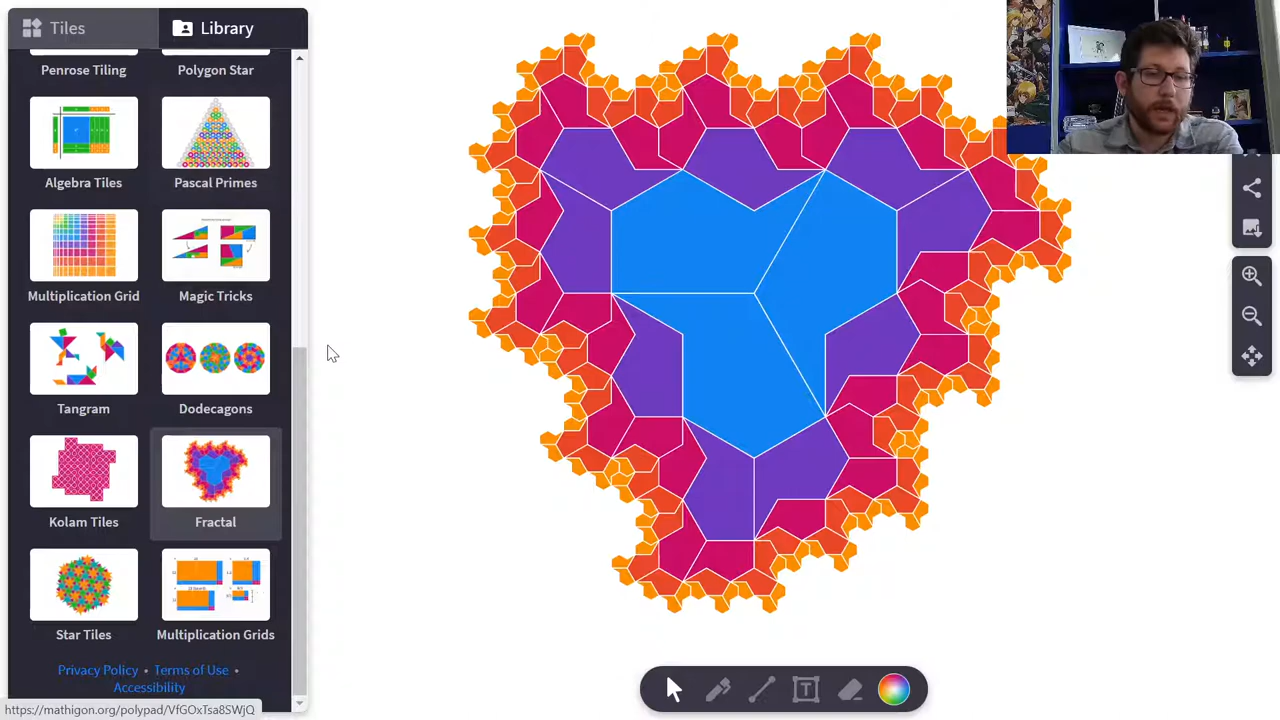 Tiles
Library
Penrose Tiling
Polygon Star
Algebra Tiles
Pascal Primes
Multiplication Grid
Magic Tricks
Tangram
Dodecagons
Kolam Tiles
Fractal
Star Tiles
Multiplication Grids
Privacy Policy • Terms of Use •
Accessibility
https://mathigon.org/polypad/VfGOxTsa8SWjQ
T